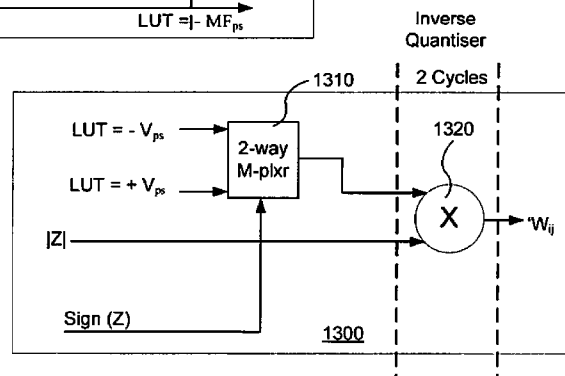 LUT =|- MFps
Inverse
Quantiser
2 Cycles
1310
1320
LUT = - Vps
2-way
M-plxr
LUT = + Vps
X
'Wij
|Z|
Sign (Z)
1300